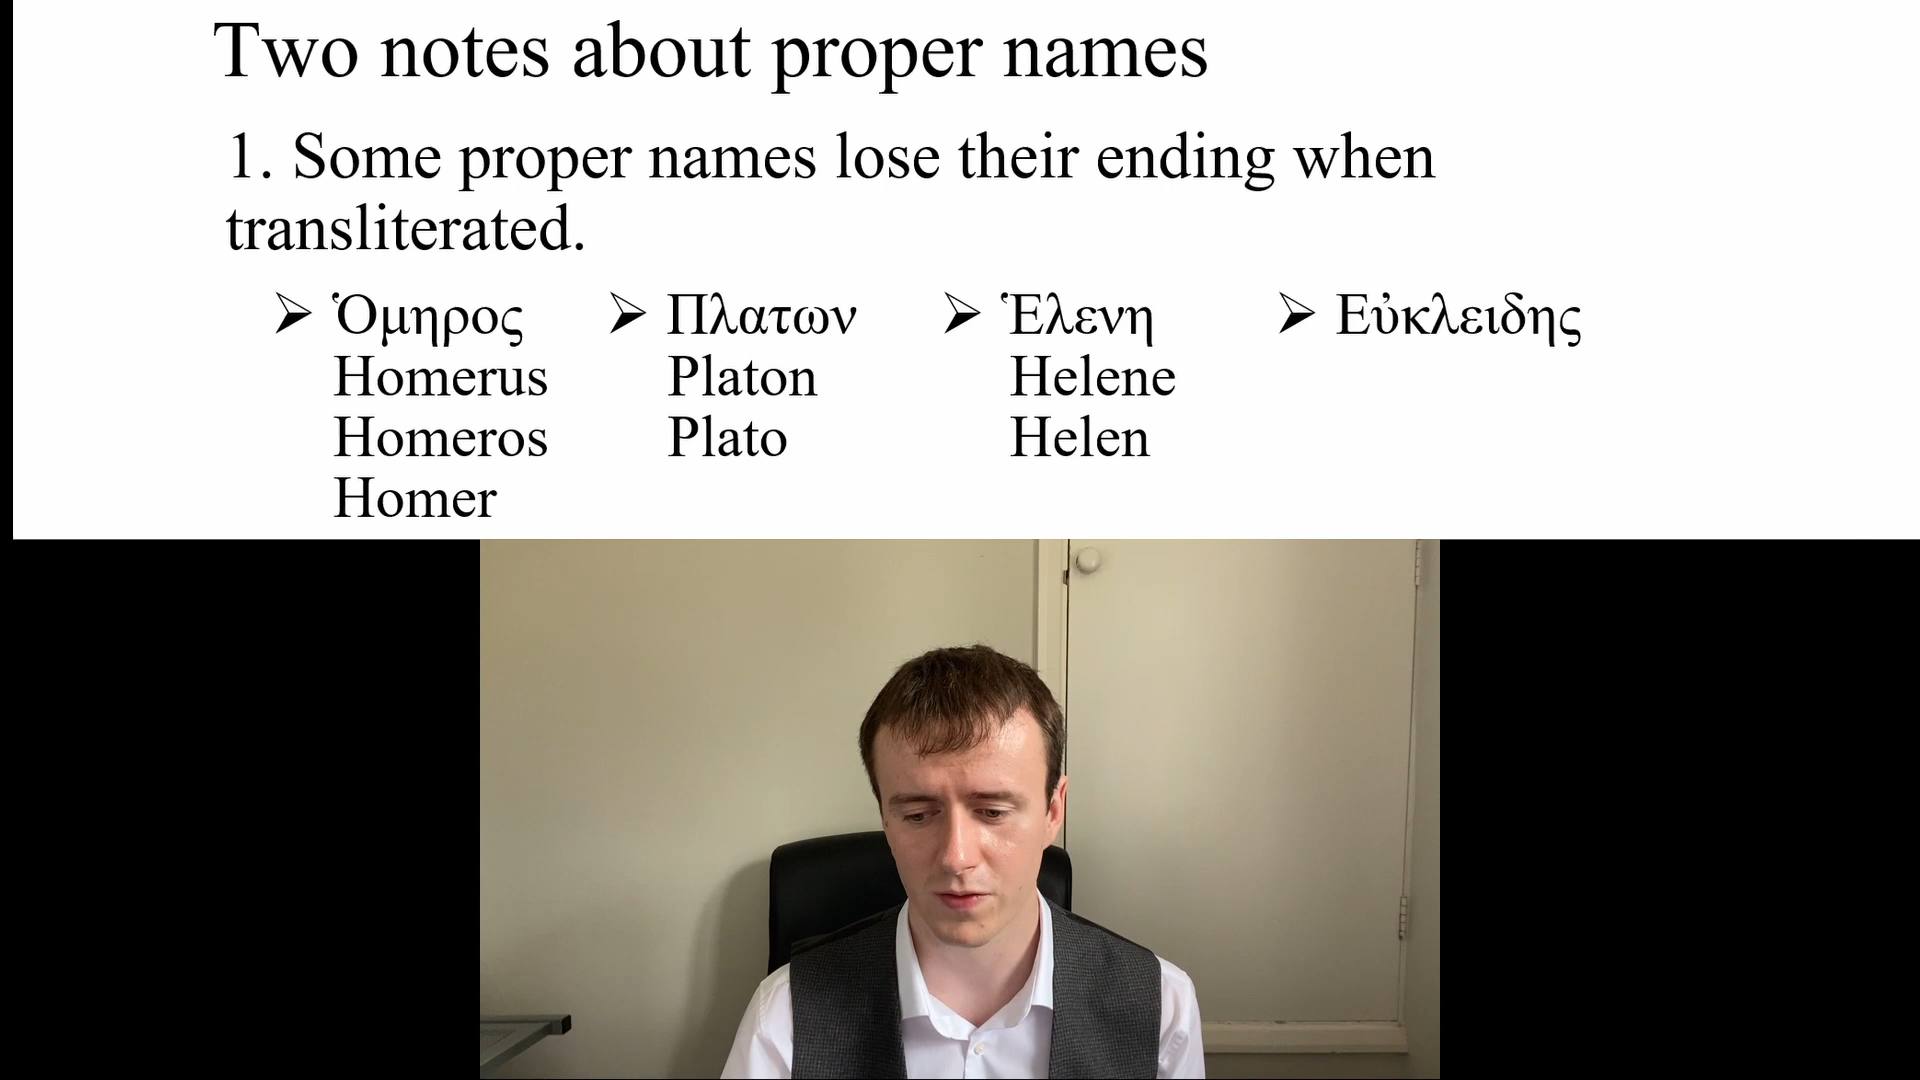 Two notes about proper names
1. Some proper names lose their ending when
transliterated.
➢ Ὁμηρος
Homerus
Homeros
Homer
➢ Πλατων
Platon
Plato
➢ Ἑλενη
Helene
Helen
➢ Εὐκλειδης